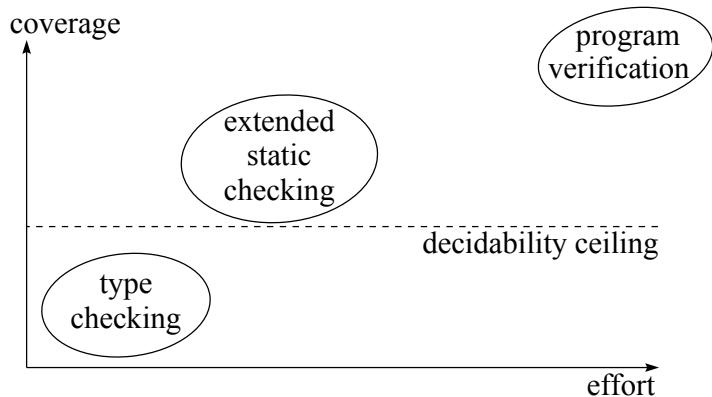 coverage
program
verification
extended
static
checking
decidability ceiling
type
checking
effort